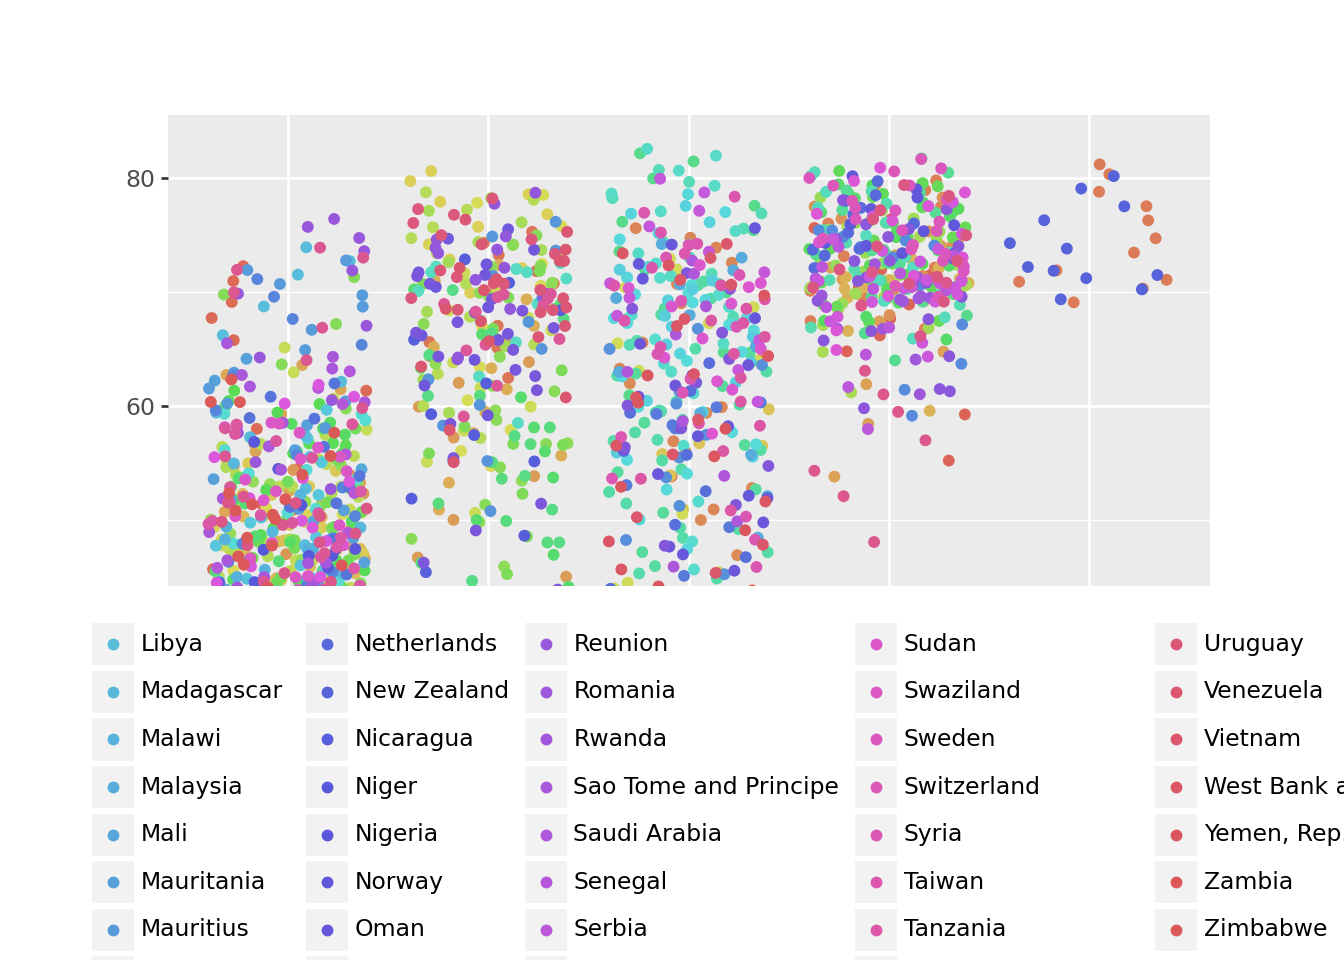 80
60
Libya Netherlands Reunion Sudan Uruguay
Madagascar New Zealand Romania Swaziland Venezuela
Malawi Nicaragua Rwanda Sweden Vietnam
Malaysia Niger Sao Tome and Principe Switzerland West Bank a
Mali Nigeria Saudi Arabia Syria Yemen, Rep.
Mauritania Norway Senegal Taiwan Zambia
Mauritius Oman Serbia Tanzania Zimbabwe